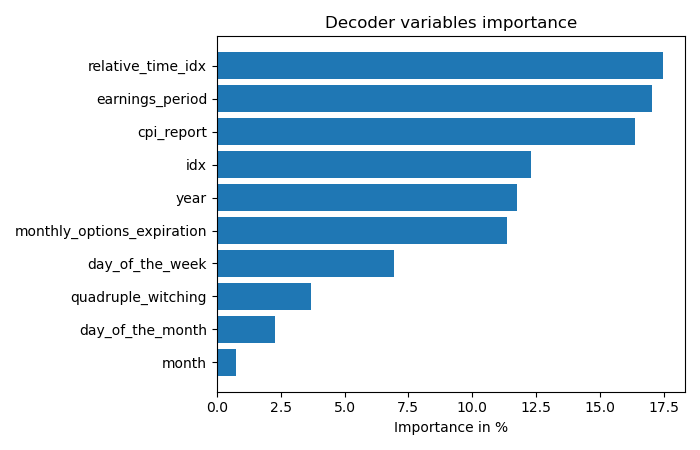 Decoder variables importance
relative_time_idx
earnings_period
cpi_report
idx
year
monthly_options_expiration
day_of_the_week
quadruple_witching
day_of_the_month
month
0.0 2.5 5.0 7.5 10.0 12.5 15.0 17.5
Importance in %